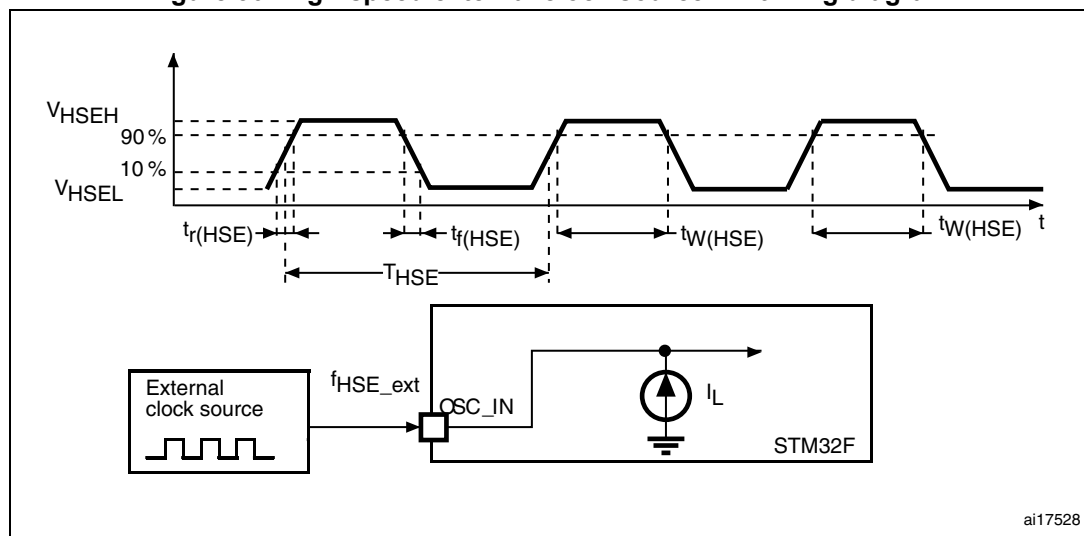 V_HSEH
90 %
10 %
V_HSEL
t_r(HSE)
t_f(HSE)
t_W(HSE)
t_W(HSE)
t
T_HSE
External
clock source
f_HSE_ext
OSC_IN
I_L
STM32F
ai17528